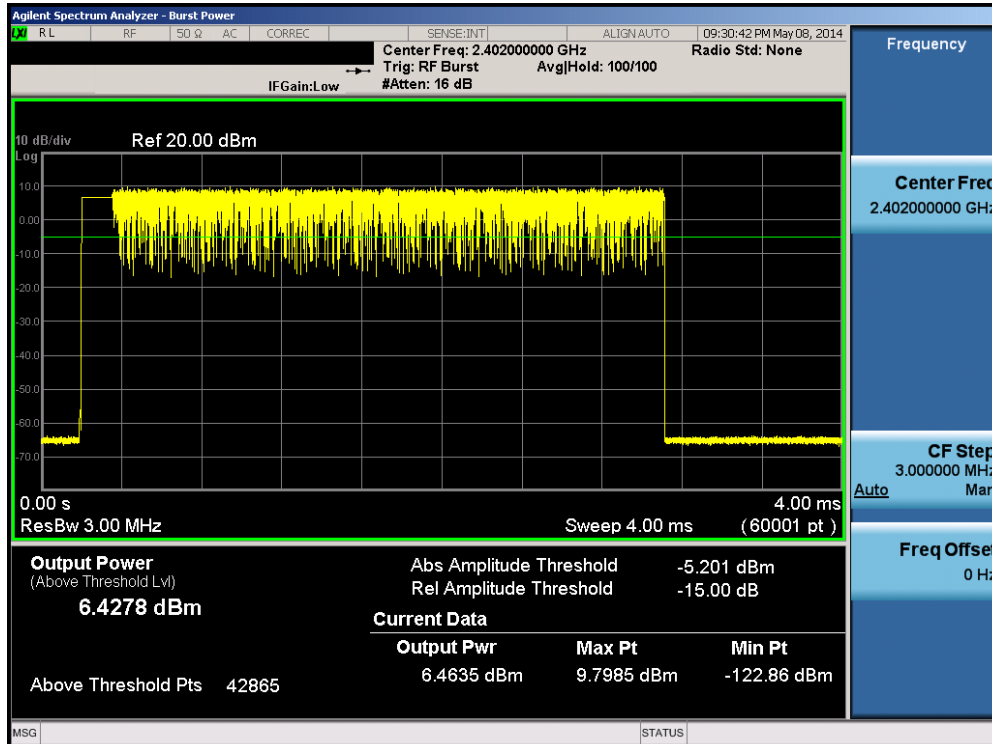 Agilent Spectrum Analyzer - Burst Power
LXI RL RF 50 Ω AC CORREC SENSE:INT ALIGN AUTO 09:30:42 PM May 08, 2014
Center Freq: 2.402000000 GHz Radio Std: None
Trig: RF Burst Avg|Hold: 100/100
IFGain:Low #Atten: 16 dB
10 dB/div Ref 20.00 dBm
Log
10.0
0.00
-10.0
-20.0
-30.0
-40.0
-50.0
-60.0
-70.0
0.00 s 4.00 ms
ResBw 3.00 MHz Sweep 4.00 ms (60001 pt)
Output Power
(Above Threshold Lvl)
6.4278 dBm
Above Threshold Pts 42865
Abs Amplitude Threshold -5.201 dBm
Rel Amplitude Threshold -15.00 dB
Current Data
Output Pwr Max Pt Min Pt
6.4635 dBm 9.7985 dBm -122.86 dBm
MSG STATUS
Frequency
Center Freq
2.402000000 GHz
CF Step
3.000000 MHz
Auto Man
Freq Offset
0 Hz